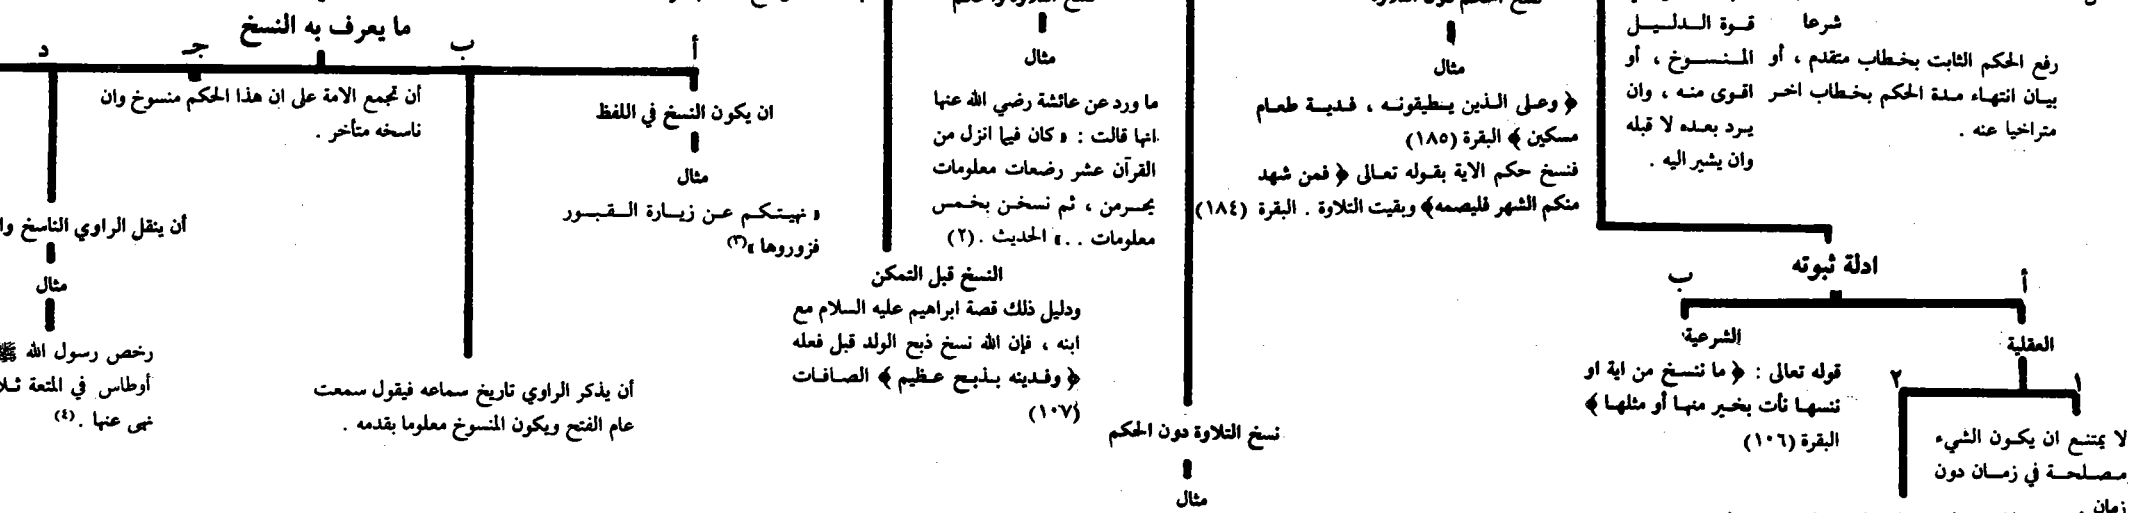 شرعا
رفع الحكم الثابت بخطاب متقدم ، أو
بيان انتهاء مدة الحكم بخطاب اخر
متراخيا عنه .
قوة الدليل
المنسوخ ، أو
اقوى منه ، وان
يرد بعده لا قبله
وان يشير اليه .
ادلة ثبوته
أ
ب
العقلية
١
٢
لا يمتنع ان يكون الشيء
مصلحة في زمان دون
زمان .
الشرعية
قوله تعالى : ﴿ ما ننسخ من اية او
ننسها نأت بخير منها أو مثلها ﴾
البقرة (١٠٦)
مثال
﴿ وعلى الذين يطيقونه ، فدية طعام
مسكين ﴾ البقرة (١٨٥)
فنسخ حكم الاية بقوله تعالى ﴿ فمن شهد
منكم الشهر فليصمه﴾ وبقيت التلاوة . البقرة (١٨٤)
مثال
ما ورد عن عائشة رضي الله عنها
انها قالت : « كان فيما انزل من
القرآن عشر رضعات معلومات
يحرمن ، ثم نسخن بخمس
معلومات . .» الحديث .(٢)
نسخ التلاوة دون الحكم
مثال
النسخ قبل التمكن
ودليل ذلك قصة ابراهيم عليه السلام مع
ابنه ، فإن الله نسخ ذبح الولد قبل فعله
﴿ وفدينه بذبح عظيم ﴾ الصافات
(١٠٧)
ما يعرف به النسخ
أ
ب
جـ
د
ان يكون النسخ في اللفظ
مثال
« نهيتكم عن زيارة القبور
فزوروها »(٣)
أن يذكر الراوي تاريخ سماعه فيقول سمعت
عام الفتح ويكون المنسوخ معلوما بقدمه .
أن تجمع الامة على ان هذا الحكم منسوخ وان
ناسخه متأخر .
أن ينقل الراوي الناسخ
مثال
رخص رسول الله ﷺ
أوطاس في المتعة
نهى عنها .(٤)